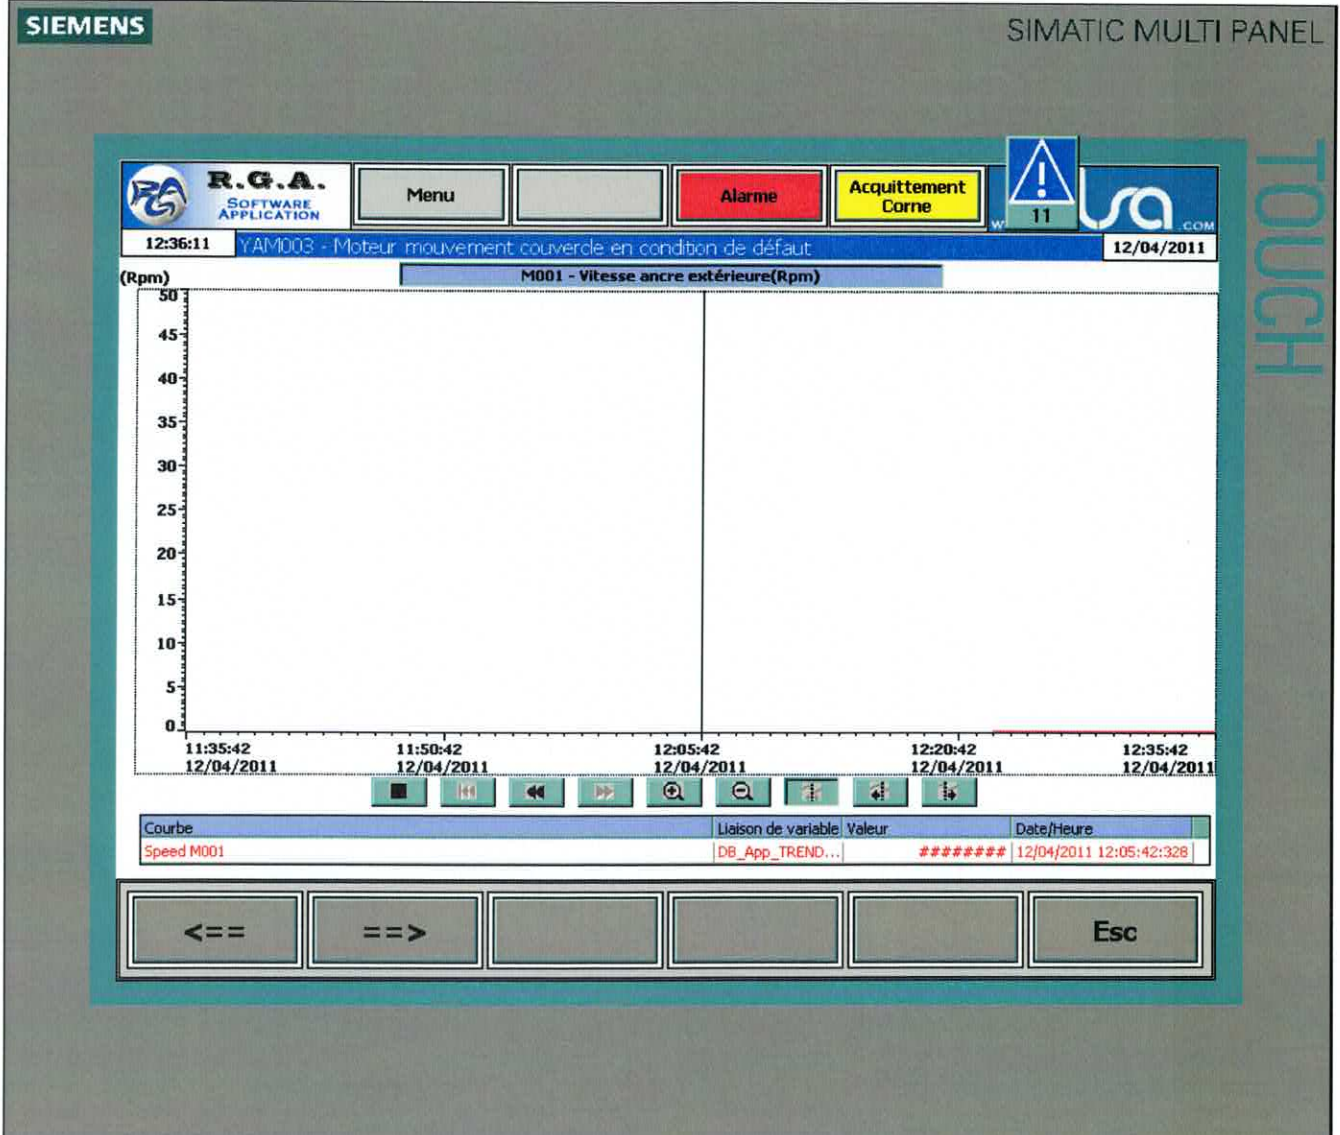 SIEMENS
SIMATIC MULTI PANEL
TOUCH
R.G.A.
SOFTWARE
APPLICATION
Menu
Alarme
Acquittement
Corne
11
.COM
12:36:11
YAM003 - Moteur mouvement couvercle en condition de défaut
12/04/2011
(Rpm)
M001 - Vitesse ancre extérieure(Rpm)
50
45
40
35
30
25
20
15
10
5
0
11:35:42 11:50:42 12:05:42 12:20:42 12:35:42
12/04/2011 12/04/2011 12/04/2011 12/04/2011 12/04/2011
Courbe Liaison de variable Valeur Date/Heure
Speed M001 DB_App_TREND... ######## 12/04/2011 12:05:42:328
<== ==> Esc